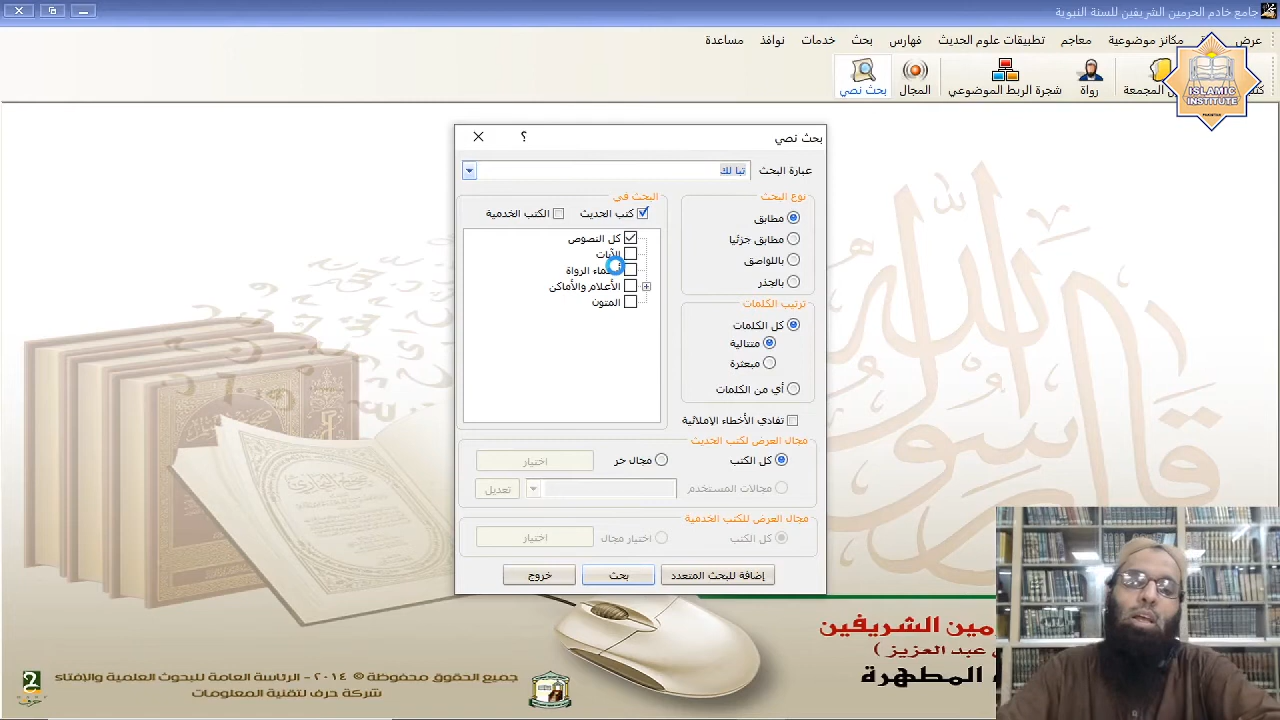 جامع خادم الحرمين الشريفين للسنة النبوية
عرض
مكانز موضوعية
معاجم
تطبيقات علوم الحديث
فهارس
بحث
خدمات
نوافذ
مساعدة
المجمعة
رواة
شجرة الربط الموضوعي
المجال
بحث نصي
ISLAMIC
INSTITUTE
PAKISTAN
بحث نصي
؟
عبارة البحث
تبا لك
نوع البحث
مطابق
مطابق جزئيا
باللواصق
بالجذر
ترتيب الكلمات
كل الكلمات
متتالية
مبعثرة
أي من الكلمات
تفادي الأخطاء الإملائية
البحث في
كتب الحديث
الكتب الخدمية
كل النصوص
الآيات
الرواة
الأعلام والأماكن
المتون
مجال العرض لكتب الحديث
كل الكتب
مجال حر
اختيار
مجالات المستخدم
تعديل
مجال العرض للكتب الخدمية
كل الكتب
اختيار مجال
اختيار
إضافة للبحث المتعدد
بحث
خروج
مين الشريفين
عبد العزيز )
المطهرة
جميع الحقوق محفوظة © ٢٠١٤ - الرئاسة العامة للبحوث العلمية والإفتاء
شركة حرف لتقنية المعلومات